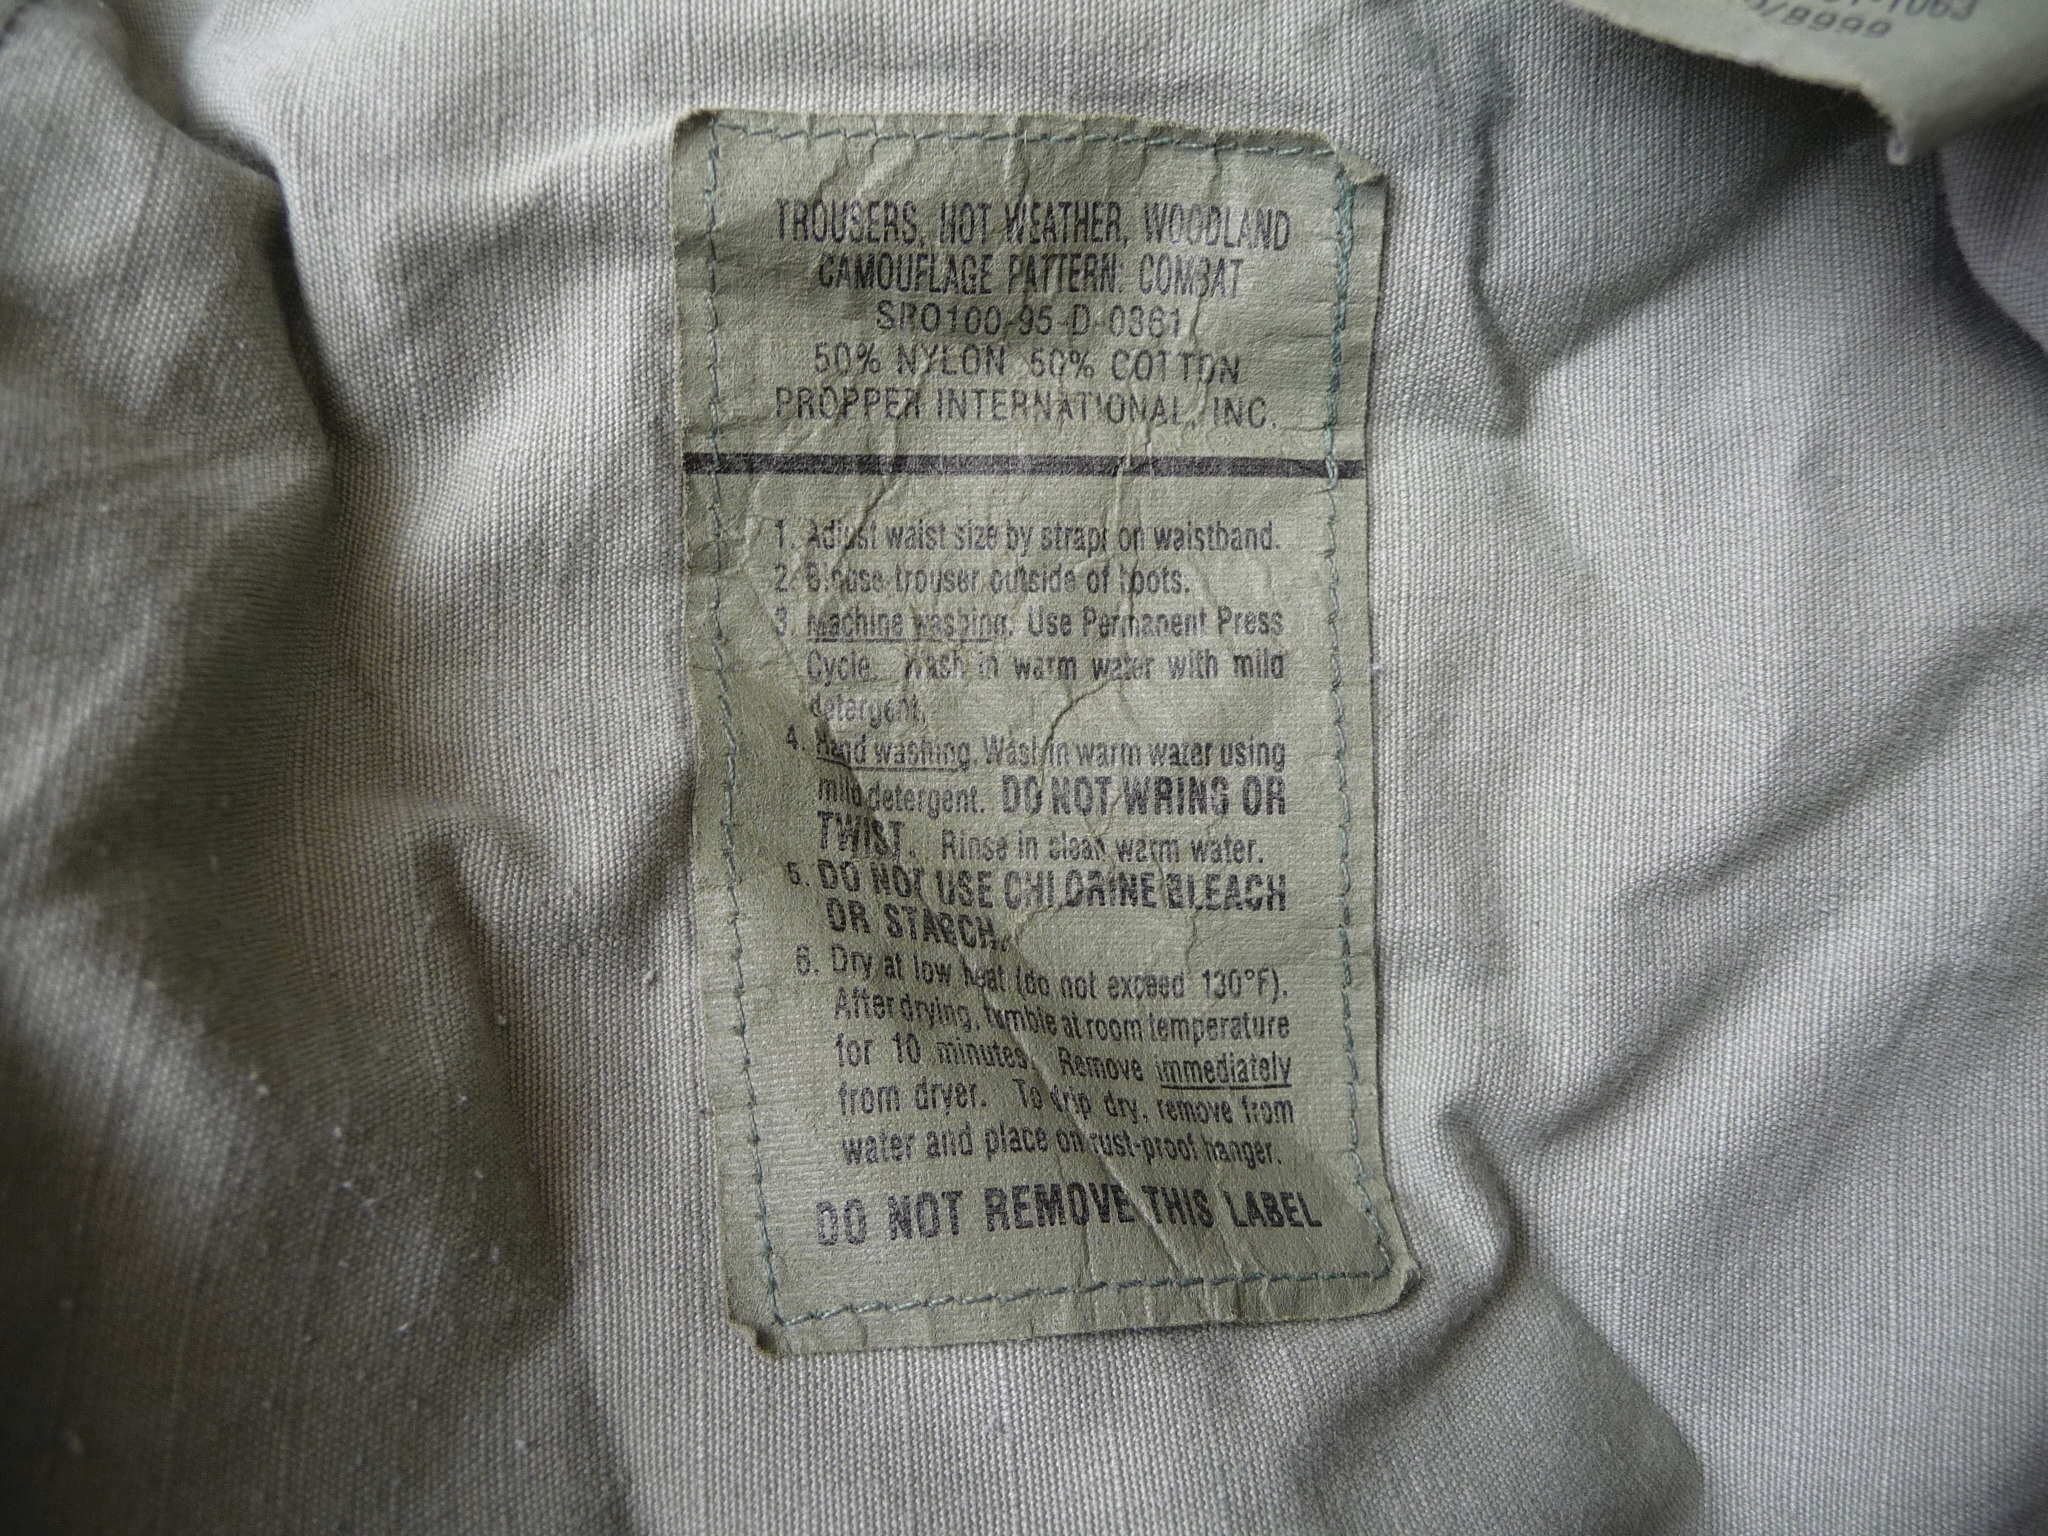 1-1063
0/8999
TROUSERS, HOT WEATHER, WOODLAND
CAMOUFLAGE PATTERN: COMBAT
SPO100-95-D-0361
50% NYLON 50% COTTON
PROPPER INTERNATIONAL, INC.
1. Adjust waist size by straps on waistband.
2. Blouse trouser outside of boots.
3. Machine washing. Use Permanent Press
Cycle. Wash in warm water with mild
detergent.
4. Hand washing. Wash in warm water using
mild detergent. DO NOT WRING OR
TWIST. Rinse in clean warm water.
5. DO NOT USE CHLORINE BLEACH
OR STARCH.
6. Dry at low heat (do not exceed 130°F).
After drying, tumble at room temperature
for 10 minutes. Remove immediately
from dryer. To drip dry, remove from
water and place on rust-proof hanger.
DO NOT REMOVE THIS LABEL